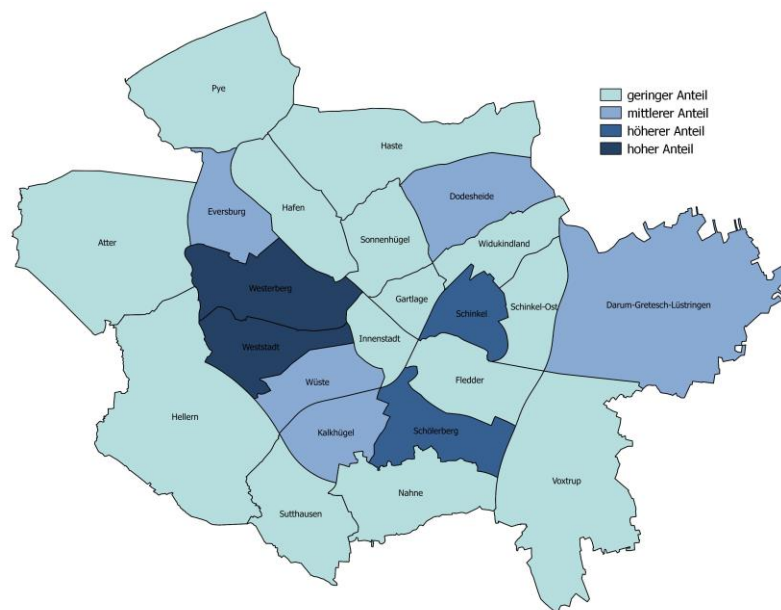 Pye
geringer Anteil
mittlerer Anteil
höherer Anteil
hoher Anteil
Haste
Dodesheide
Eversburg
Hafen
Sonnenhügel
Atter
Widukindland
Westerberg
Gartlage
Schinkel
Schinkel-Ost
Darum-Gretesch-Lüstringen
Weststadt
Innenstadt
Wüste
Fledder
Hellern
Kalkhügel
Schölerberg
Voxtrup
Nahne
Sutthausen